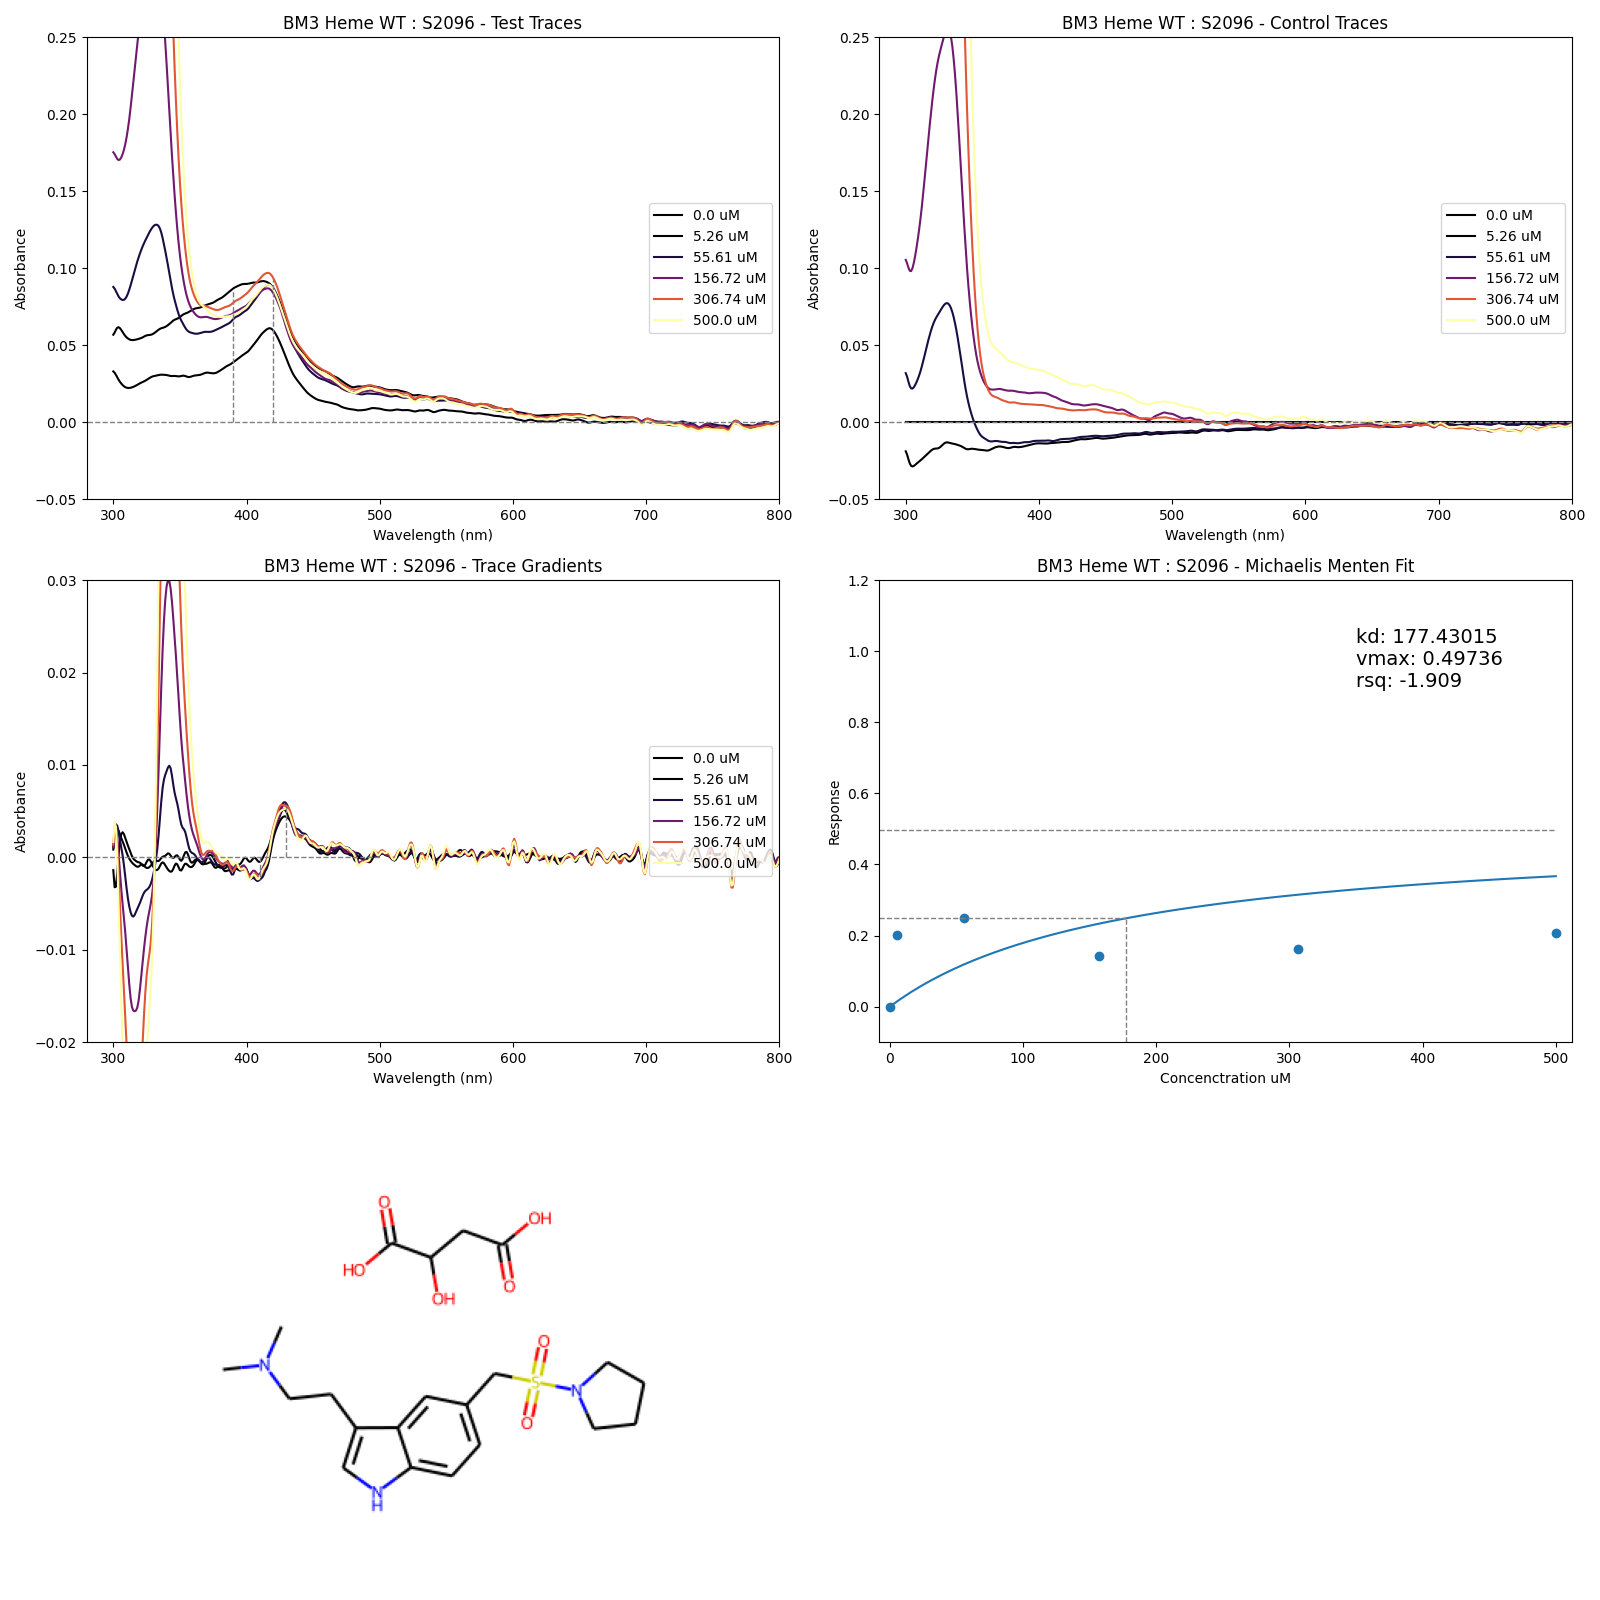 BM3 Heme WT : S2096 - Test Traces
0.25
0.20
0.15
0.10
0.05
0.00
−0.05
Absorbance
300 400 500 600 700 800
Wavelength (nm)
0.0 uM
5.26 uM
55.61 uM
156.72 uM
306.74 uM
500.0 uM
BM3 Heme WT : S2096 - Control Traces
0.25
0.20
0.15
0.10
0.05
0.00
−0.05
Absorbance
300 400 500 600 700 800
Wavelength (nm)
0.0 uM
5.26 uM
55.61 uM
156.72 uM
306.74 uM
500.0 uM
BM3 Heme WT : S2096 - Trace Gradients
0.03
0.02
0.01
0.00
−0.01
−0.02
Absorbance
300 400 500 600 700 800
Wavelength (nm)
0.0 uM
5.26 uM
55.61 uM
156.72 uM
306.74 uM
500.0 uM
BM3 Heme WT : S2096 - Michaelis Menten Fit
1.2
1.0
0.8
0.6
0.4
0.2
0.0
Response
0 100 200 300 400 500
Concenctration uM
kd: 177.43015
vmax: 0.49736
rsq: -1.909
O
OH
HO
O
OH
N
O
S
N
O
N
H